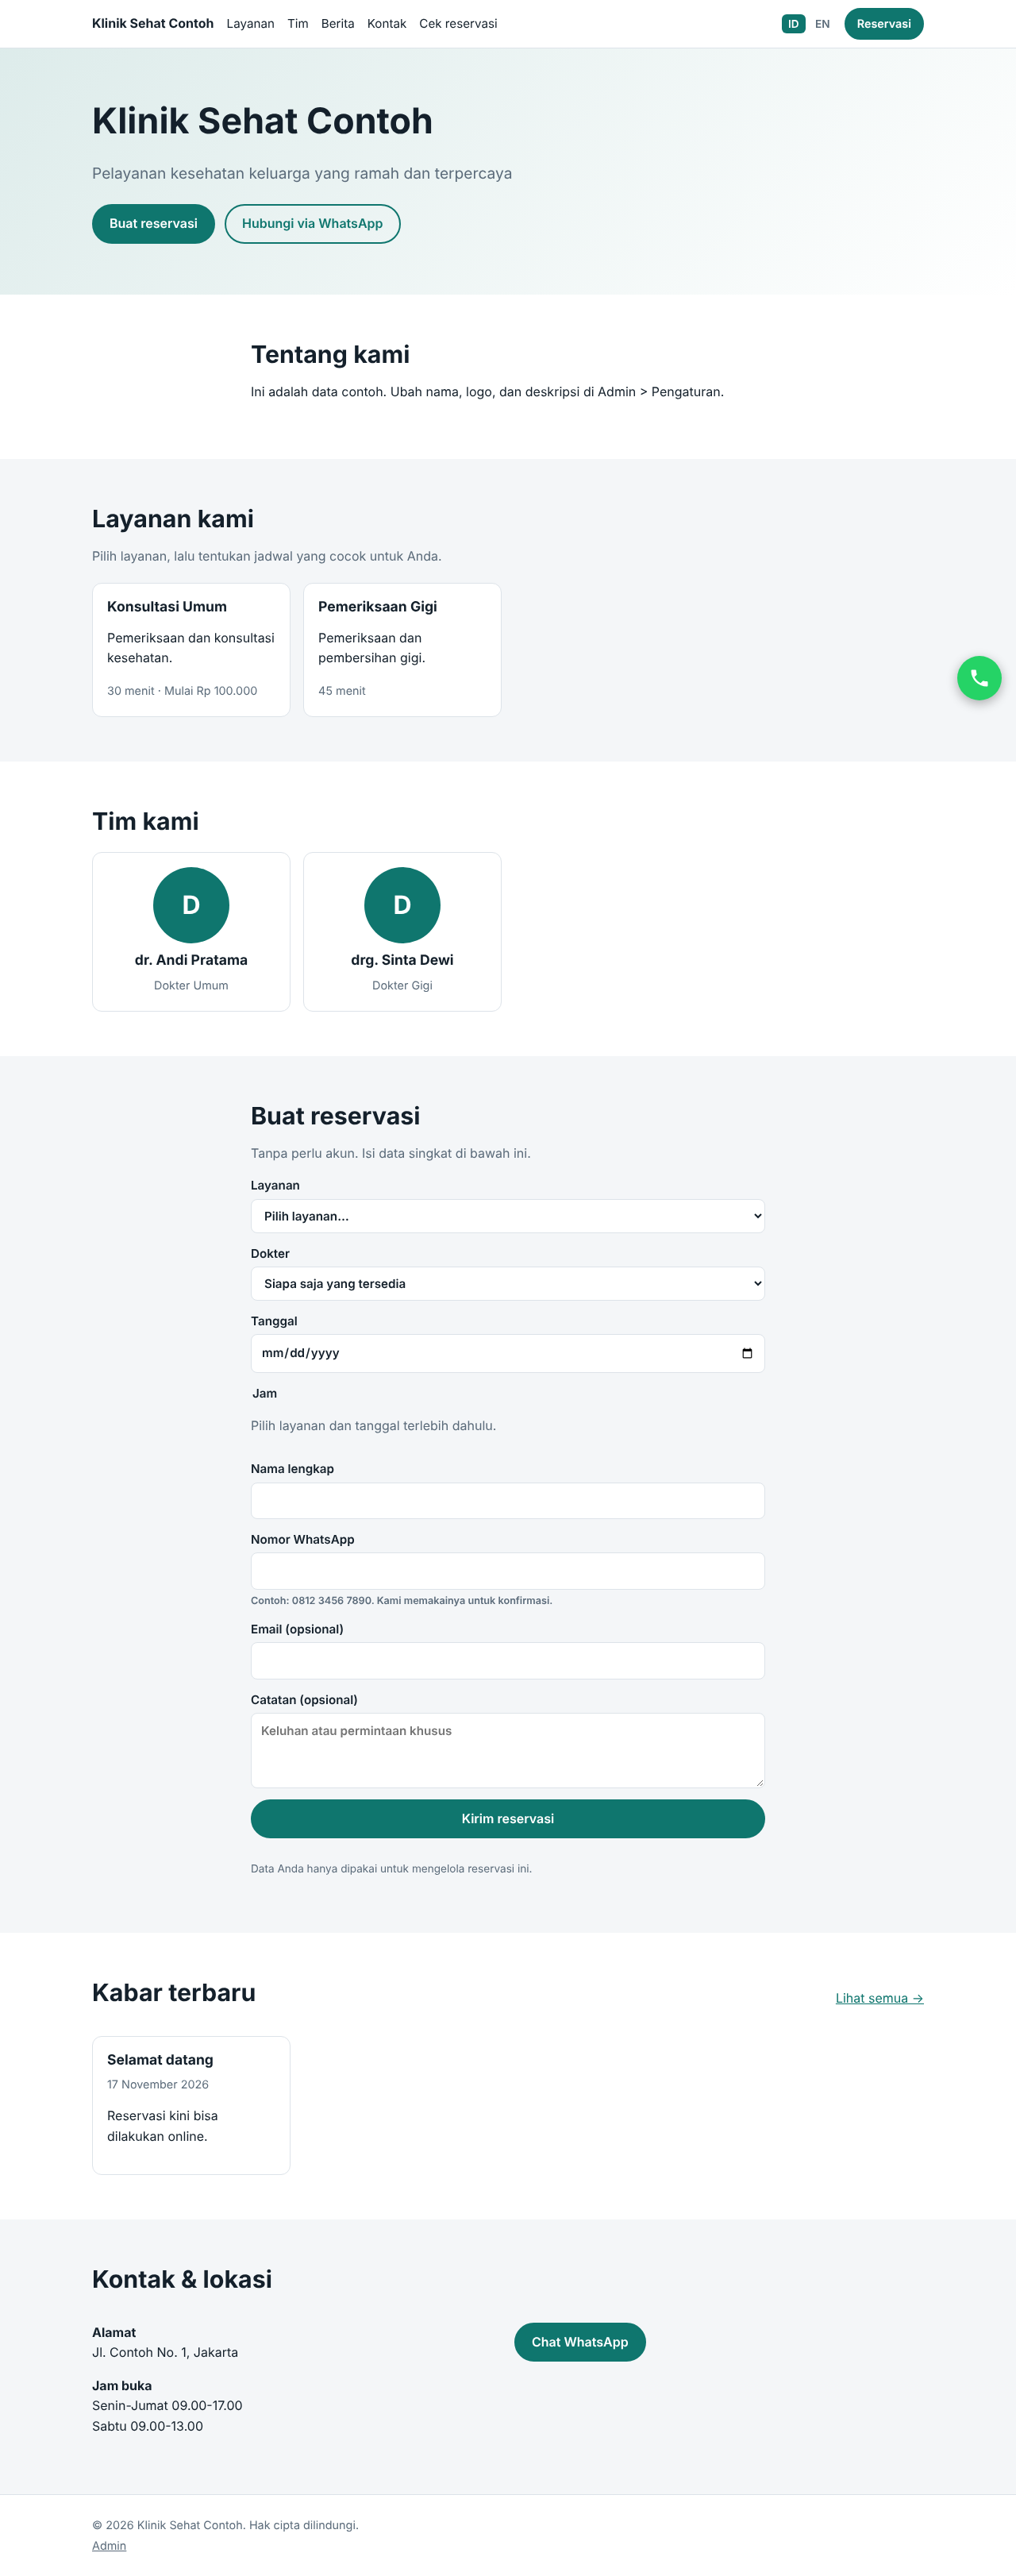 Klinik Sehat Contoh Layanan Tim Berita Kontak Cek reservasi ID EN Reservasi
Klinik Sehat Contoh
Pelayanan kesehatan keluarga yang ramah dan terpercaya
Buat reservasi Hubungi via WhatsApp
Tentang kami
Ini adalah data contoh. Ubah nama, logo, dan deskripsi di Admin > Pengaturan.
Layanan kami
Pilih layanan, lalu tentukan jadwal yang cocok untuk Anda.
Konsultasi Umum
Pemeriksaan dan konsultasi
kesehatan.
30 menit · Mulai Rp 100.000
Pemeriksaan Gigi
Pemeriksaan dan
pembersihan gigi.
45 menit
Tim kami
D
dr. Andi Pratama
Dokter Umum
D
drg. Sinta Dewi
Dokter Gigi
Buat reservasi
Tanpa perlu akun. Isi data singkat di bawah ini.
Layanan
Pilih layanan...
Dokter
Siapa saja yang tersedia
Tanggal
mm/dd/yyyy
Jam
Pilih layanan dan tanggal terlebih dahulu.
Nama lengkap
Nomor WhatsApp
Contoh: 0812 3456 7890. Kami memakainya untuk konfirmasi.
Email (opsional)
Catatan (opsional)
Keluhan atau permintaan khusus
Kirim reservasi
Data Anda hanya dipakai untuk mengelola reservasi ini.
Kabar terbaru
Lihat semua →
Selamat datang
17 November 2026
Reservasi kini bisa
dilakukan online.
Kontak & lokasi
Alamat
Jl. Contoh No. 1, Jakarta
Jam buka
Senin-Jumat 09.00-17.00
Sabtu 09.00-13.00
Chat WhatsApp
© 2026 Klinik Sehat Contoh. Hak cipta dilindungi.
Admin